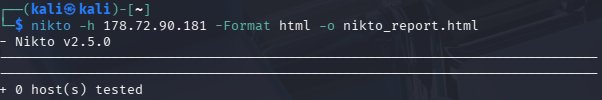 ┌──(kali㉿kali)-[~]
└─$ nikto -h 178.72.90.181 -Format html -o nikto_report.html
- Nikto v2.5.0
---------------------------------------------------------------------------
---------------------------------------------------------------------------
+ 0 host(s) tested